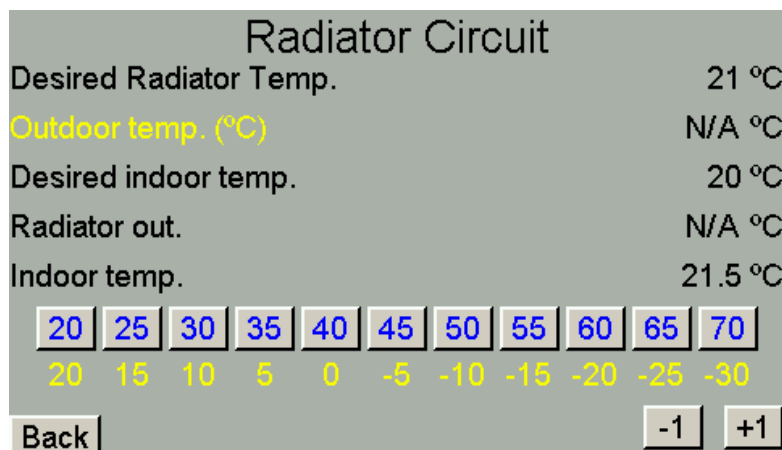 Radiator Circuit
Desired Radiator Temp. 21 ºC
Outdoor temp. (ºC) N/A ºC
Desired indoor temp. 20 ºC
Radiator out. N/A ºC
Indoor temp. 21.5 ºC
20 25 30 35 40 45 50 55 60 65 70
20 15 10 5 0 -5 -10 -15 -20 -25 -30
Back -1 +1